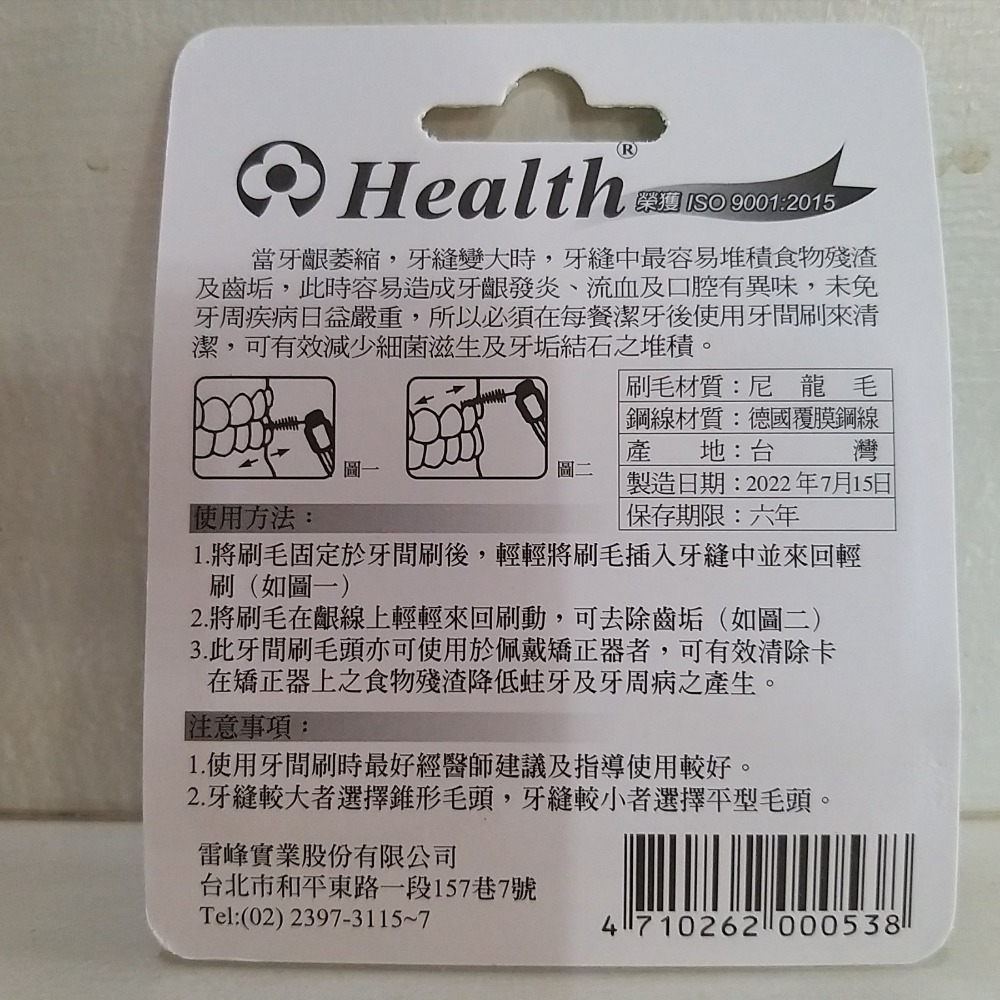 Health®
榮獲 ISO 9001:2015
當牙齦萎縮，牙縫變大時，牙縫中最容易堆積食物殘渣
及齒垢，此時容易造成牙齦發炎、流血及口腔有異味，未免
牙周疾病日益嚴重，所以必須在每餐潔牙後使用牙間刷來清
潔，可有效減少細菌滋生及牙垢結石之堆積。
圖一
圖二
刷毛材質：尼龍毛
鋼線材質：德國覆膜鋼線
產地：台灣
製造日期：2022年7月15日
保存期限：六年
使用方法：
1.將刷毛固定於牙間刷後，輕輕將刷毛插入牙縫中並來回輕
刷（如圖一）
2.將刷毛在齦線上輕輕來回刷動，可去除齒垢（如圖二）
3.此牙間刷毛頭亦可使用於佩戴矯正器者，可有效清除卡
在矯正器上之食物殘渣降低蛀牙及牙周病之產生。
注意事項：
1.使用牙間刷時最好經醫師建議及指導使用較好。
2.牙縫較大者選擇錐形毛頭，牙縫較小者選擇平型毛頭。
雷峰實業股份有限公司
台北市和平東路一段157巷7號
Tel:(02) 2397-3115~7
4 710262 000538